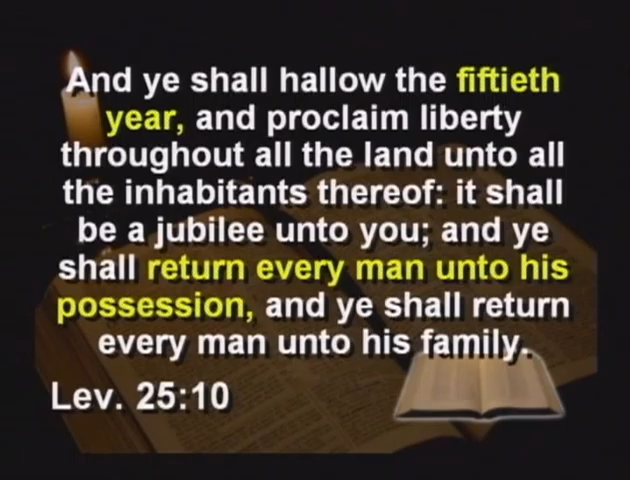 And ye shall hallow the fiftieth
year, and proclaim liberty
throughout all the land unto all
the inhabitants thereof: it shall
be a jubilee unto you; and ye
shall return every man unto his
possession, and ye shall return
every man unto his family.
Lev. 25:10